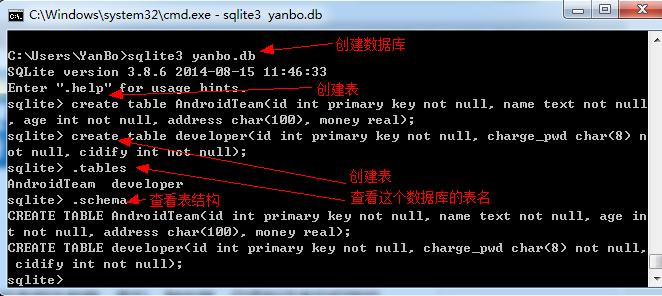 C:\Windows\system32\cmd.exe - sqlite3  yanbo.db
C:\Users\YanBo>sqlite3 yanbo.db
创建数据库
SQLite version 3.8.6 2014-08-15 11:46:33
Enter ".help" for usage hints.
创建表
sqlite> create table AndroidTeam(id int primary key not null, name text not null
, age int not null, address char(100), money real);
sqlite> create table developer(id int primary key not null, charge_pwd char(8) n
ot null, cidify int not null);
创建表
sqlite> .tables
查看这个数据库的表名
AndroidTeam  developer
sqlite> .schema
查看表结构
CREATE TABLE AndroidTeam(id int primary key not null, name text not null, age in
t not null, address char(100), money real);
CREATE TABLE developer(id int primary key not null, charge_pwd char(8) not null,
 cidify int not null);
sqlite>